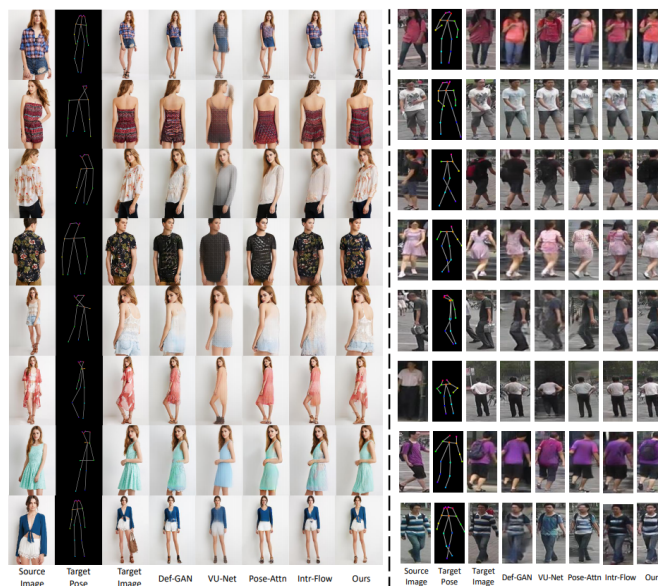 Source Target Target Def-GAN VU-Net Pose-Attn Intr-Flow Ours
Image Pose Image
Source Target Target Def-GAN VU-Net Pose-Attn Intr-Flow Ours
Image Pose Image